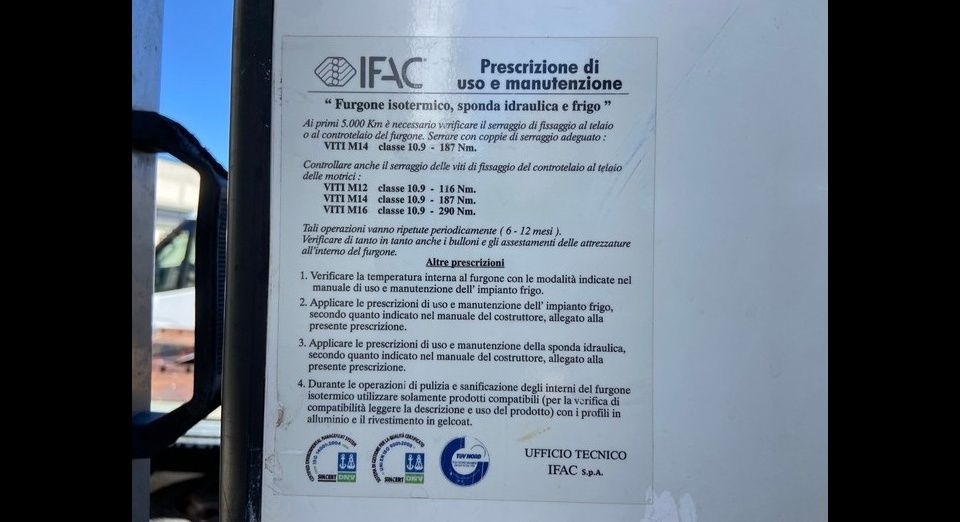 IFAC
Prescrizione di
uso e manutenzione
“ Furgone isotermico, sponda idraulica e frigo ”
Ai primi 5.000 Km è necessario verificare il serraggio di fissaggio al telaio
o al controtelaio del furgone. Serrare con coppie di serraggio adeguato :
VITI M14 classe 10.9 - 187 Nm.
Controllare anche il serraggio delle viti di fissaggio del controtelaio al telaio
delle motrici :
VITI M12 classe 10.9 - 116 Nm.
VITI M14 classe 10.9 - 187 Nm.
VITI M16 classe 10.9 - 290 Nm.
Tali operazioni vanno ripetute periodicamente ( 6 - 12 mesi ).
Verificare di tanto in tanto anche i bulloni e gli assestamenti delle attrezzature
all'interno del furgone.
Altre prescrizioni
1. Verificare la temperatura interna al furgone con le modalità indicate nel
manuale di uso e manutenzione dell' impianto frigo.
2. Applicare le prescrizioni di uso e manutenzione dell' impianto frigo,
secondo quanto indicato nel manuale del costruttore, allegato alla
presente prescrizione.
3. Applicare le prescrizioni di uso e manutenzione della sponda idraulica,
secondo quanto indicato nel manuale del costruttore, allegato alla
presente prescrizione.
4. Durante le operazioni di pulizia e sanificazione degli interni del furgone
isotermico utilizzare solamente prodotti compatibili (per la verifica di
compatibilità leggere la descrizione e uso del prodotto) con i profili in
alluminio e il rivestimento in gelcoat.
SINCERT DNV
SINCERT DNV
TÜV NORD
UFFICIO TECNICO
IFAC S.p.A.